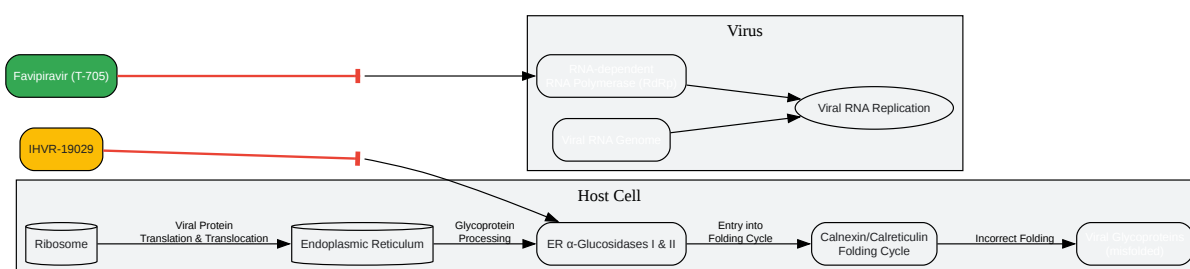 Virus
Favipiravir (T-705)
RNA-dependent
RNA Polymerase (RdRp)
Viral RNA Replication
Viral RNA Genome
IHVR-19029
Host Cell
Ribosome
Viral Protein
Translation & Translocation
Endoplasmic Reticulum
Glycoprotein
Processing
ER α-Glucosidases I & II
Entry into
Folding Cycle
Calnexin/Calreticulin
Folding Cycle
Incorrect Folding
Viral Glycoproteins
(misfolded)